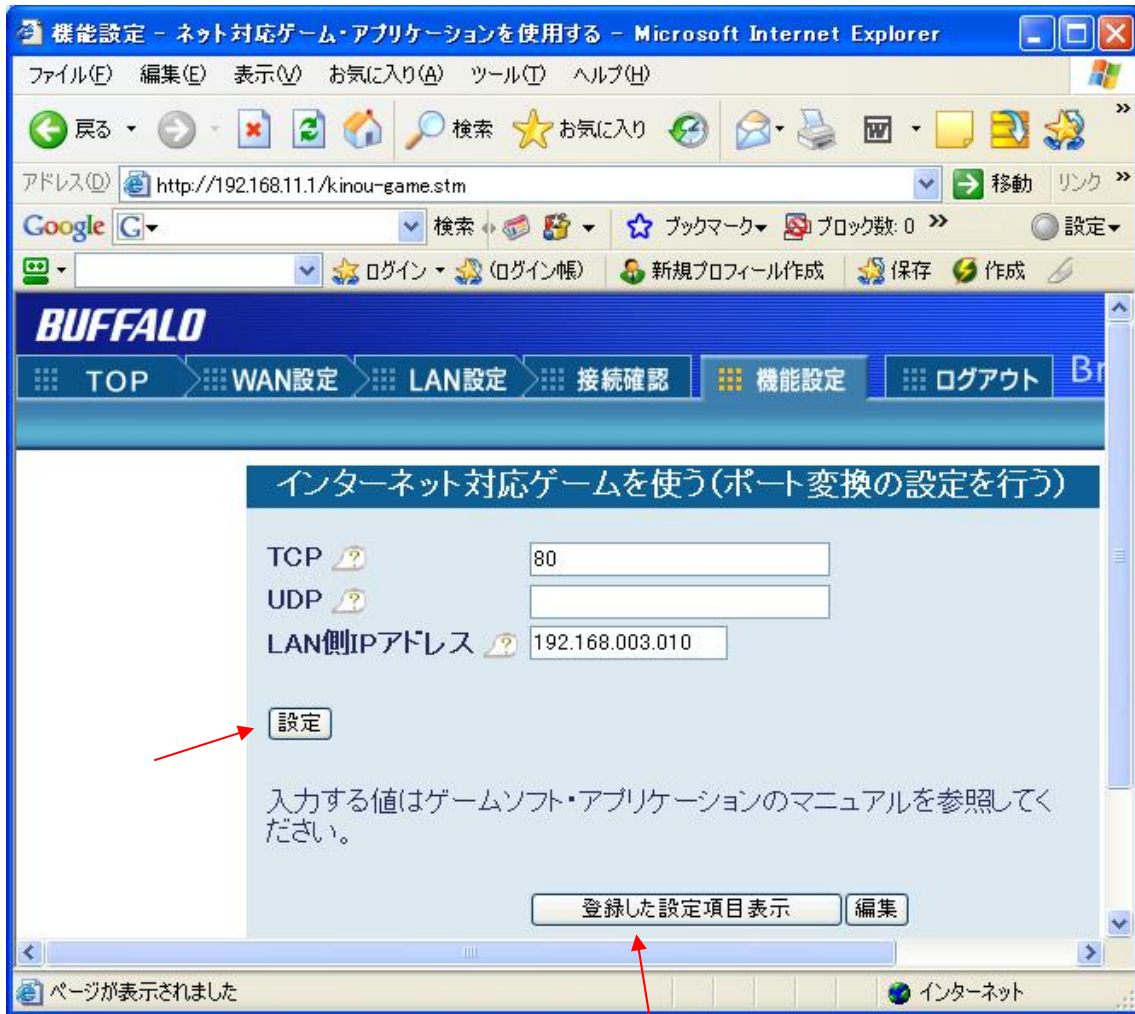 機能設定 - ネット対応ゲーム・アプリケーションを使用する - Microsoft Internet Explorer
ファイル(F) 編集(E) 表示(V) お気に入り(A) ツール(T) ヘルプ(H)
戻る 検索 お気に入り
アドレス(D) http://192.168.11.1/kinou-game.stm 移動 リンク
Google 検索 ブックマーク ブロック数: 0 設定
ログイン (ログイン帳) 新規プロフィール作成 保存 作成
BUFFALO
TOP WAN設定 LAN設定 接続確認 機能設定 ログアウト Br
インターネット対応ゲームを使う(ポート変換の設定を行う)
TCP 80
UDP
LAN側IPアドレス 192.168.003.010
設定
入力する値はゲームソフト・アプリケーションのマニュアルを参照してく
ださい。
登録した設定項目表示 編集
ページが表示されました インターネット